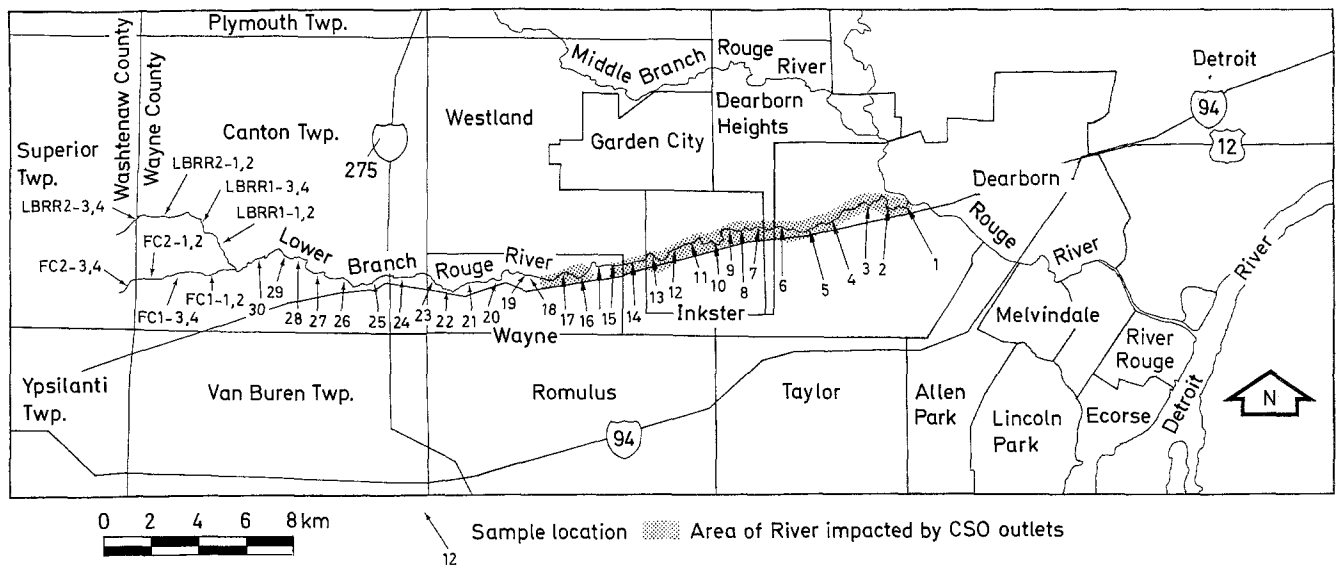 Plymouth Twp.
Washtenaw County
Wayne County
Canton Twp.
Superior
Twp.
LBRR2-1,2
LBRR1-3,4
LBRR2-3,4
LBRR1-1,2
FC2-1,2
FC2-3,4
FC1-1,2
FC1-3,4
275
Westland
Middle Branch Rouge River
Garden City
Dearborn
Heights
Detroit
94
12
Dearborn
Lower Branch Rouge River
Rouge River
30
29
28
27
26
25
24
23
22
21
20
19
18
17
16
15
14
13
12
11
10
9
8
7
6
5
4
3
2
1
Wayne
Inkster
Melvindale
River
Rouge
Detroit River
Ypsilanti
Twp.
Van Buren Twp.
Romulus
94
Taylor
Allen
Park
Lincoln
Park
Ecorse
N
0 2 4 6 8 km
12
Sample location
Area of River impacted by CSO outlets